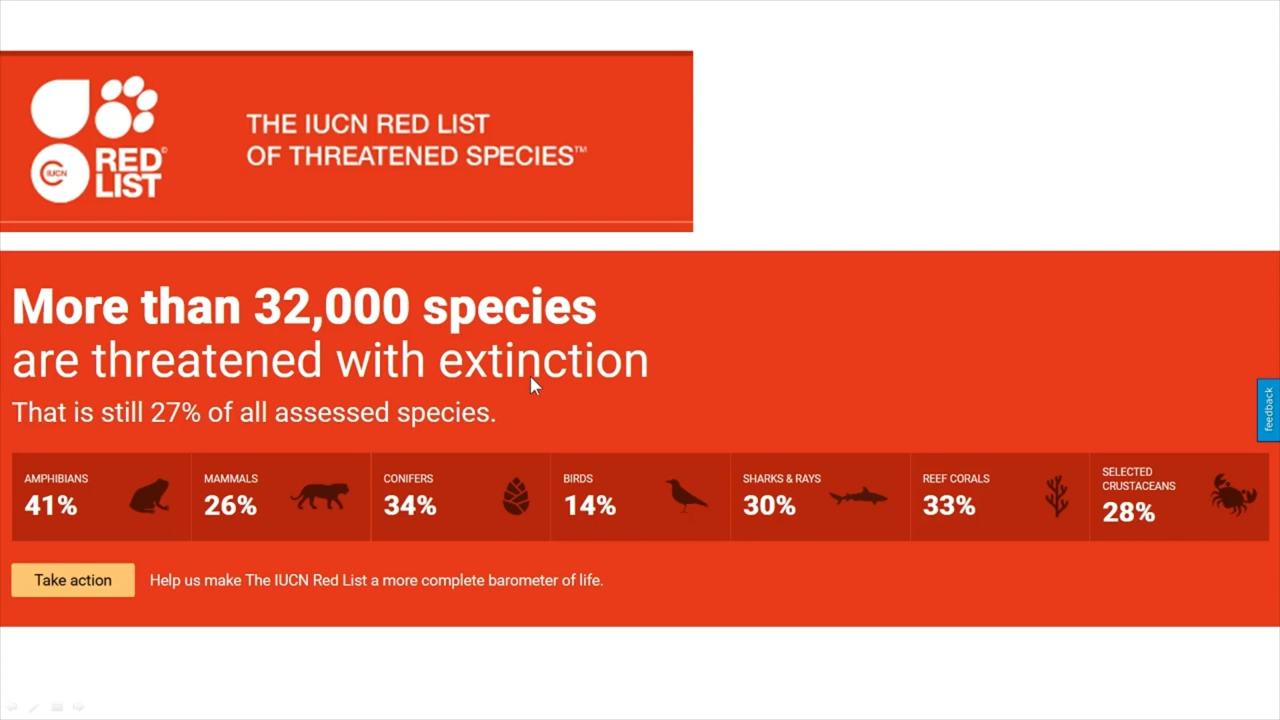 RED
LIST
©
IUCN
THE IUCN RED LIST
OF THREATENED SPECIES™
More than 32,000 species
are threatened with extinction
That is still 27% of all assessed species.
AMPHIBIANS
41%
MAMMALS
26%
CONIFERS
34%
BIRDS
14%
SHARKS & RAYS
30%
REEF CORALS
33%
SELECTED
CRUSTACEANS
28%
Take action
Help us make The IUCN Red List a more complete barometer of life.
feedback